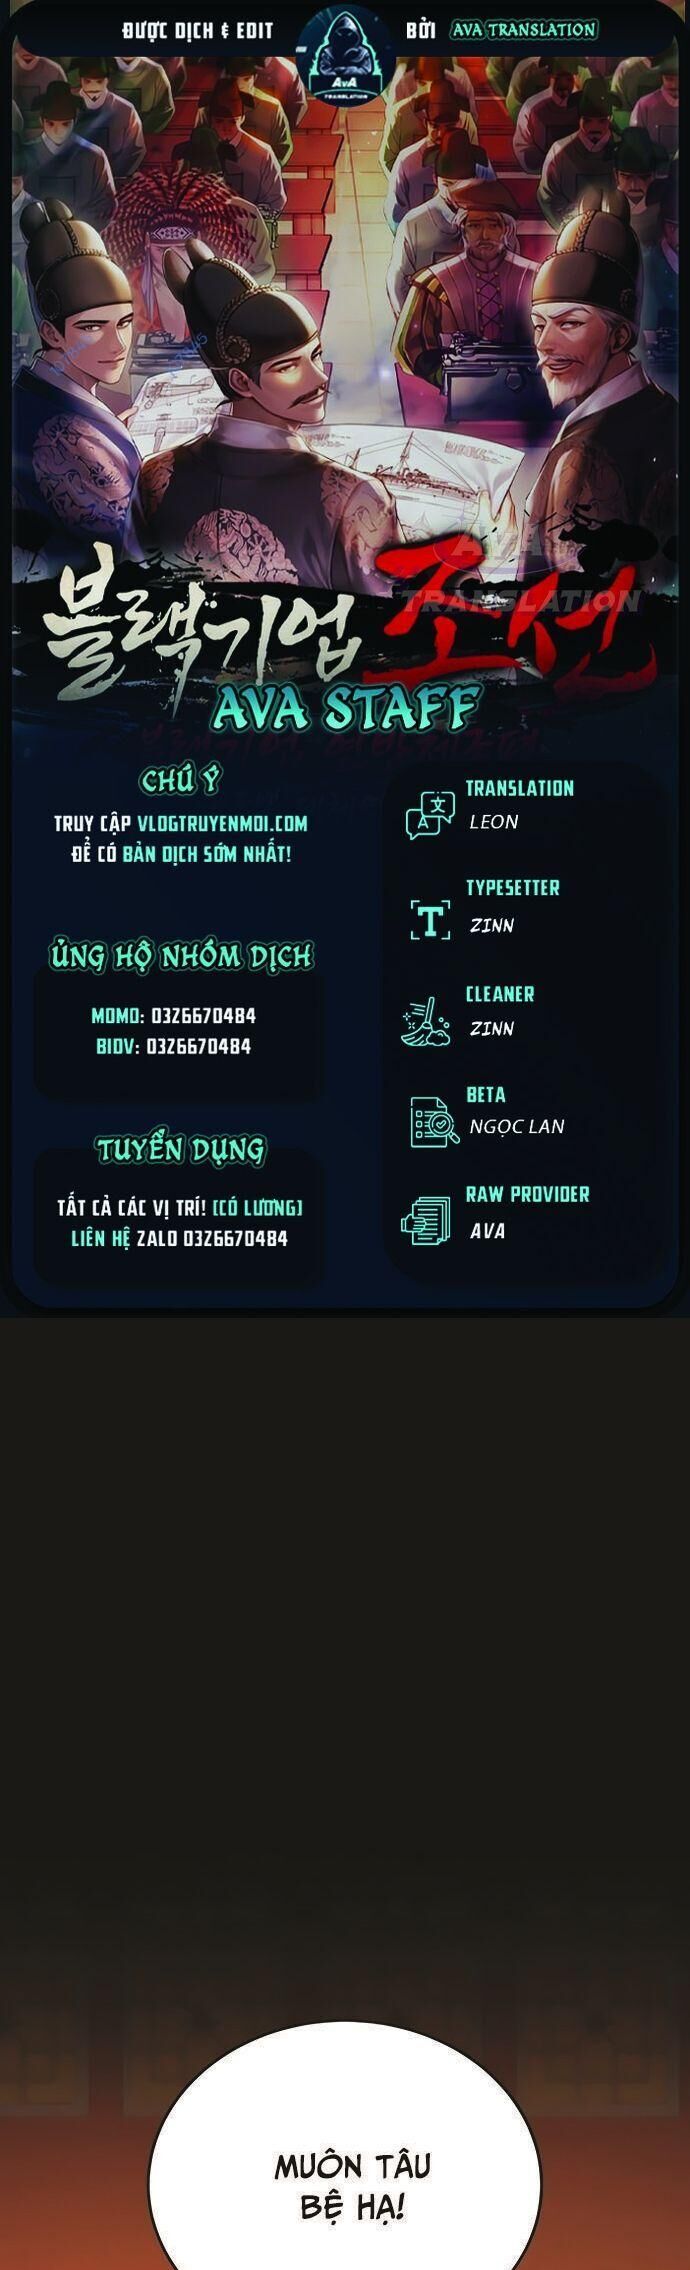 ĐƯỢC DỊCH & EDIT BỞI AVA TRANSLATION
AVA
TRANSLATION
107845
107845
AVA
TRANSLATION
블랙기업 조선
AVA STAFF
CHÚ Ý
TRUY CẬP VLOGTRUYENMOI.COM
ĐỂ CÓ BẢN DỊCH SỚM NHẤT!
ỦNG HỘ NHÓM DỊCH
MOMO: 0326670484
BIDV: 0326670484
TUYỂN DỤNG
TẤT CẢ CÁC VỊ TRÍ! [CÓ LƯƠNG]
LIÊN HỆ ZALO 0326670484
TRANSLATION
LEON
TYPESETTER
ZINN
CLEANER
ZINN
BETA
NGỌC LAN
RAW PROVIDER
AVA
MUÔN TÂU
BỆ HẠ!